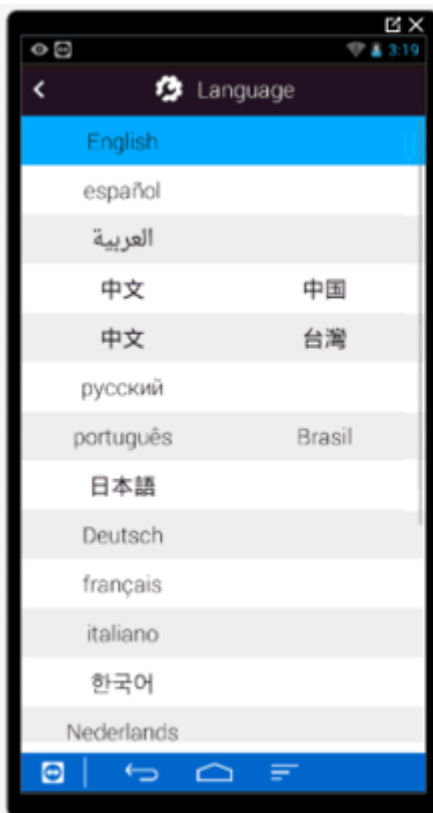 3:19
Language
English
español
العربية
中文 中国
中文 台灣
русский
português Brasil
日本語
Deutsch
français
italiano
한국어
Nederlands